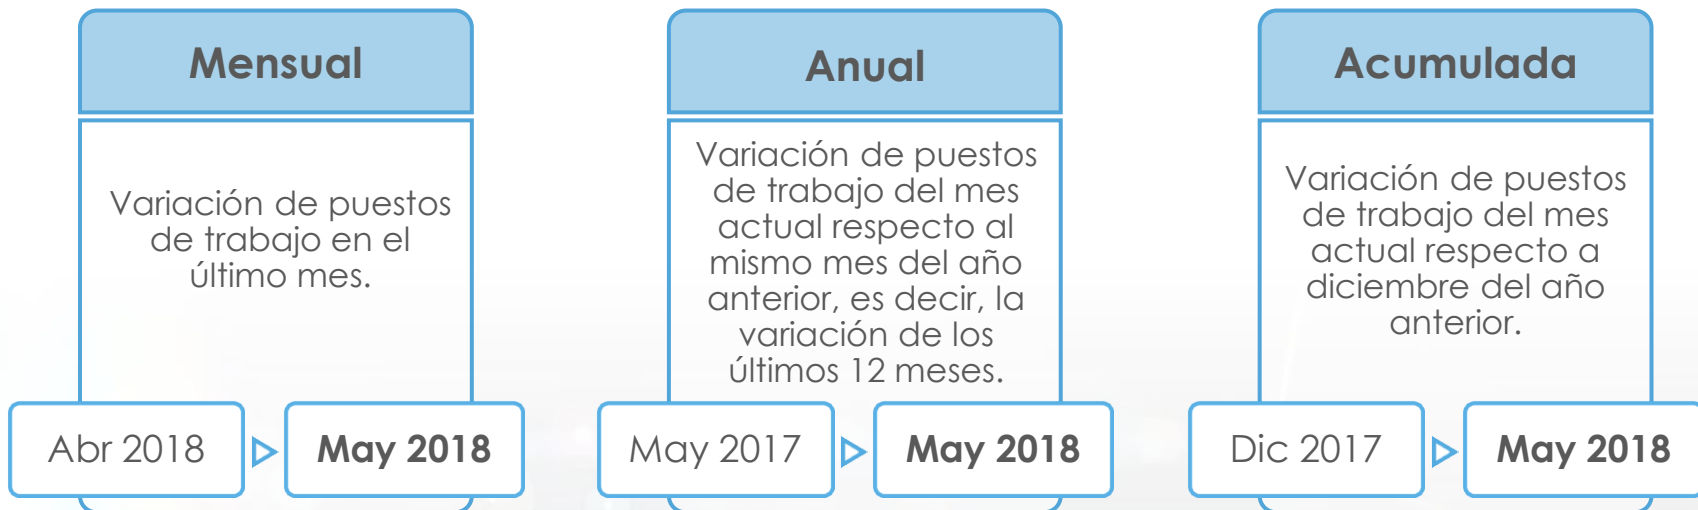 Mensual
Variación de puestos
de trabajo en el
último mes.
Abr 2018
May 2018
Anual
Variación de puestos
de trabajo del mes
actual respecto al
mismo mes del año
anterior, es decir, la
variación de los
últimos 12 meses.
May 2017
May 2018
Acumulada
Variación de puestos
de trabajo del mes
actual respecto a
diciembre del año
anterior.
Dic 2017
May 2018